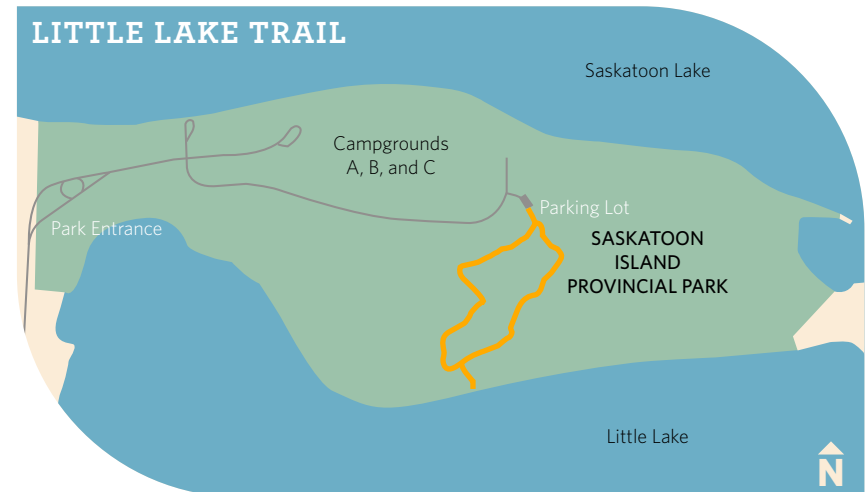 LITTLE LAKE TRAIL
Saskatoon Lake
Campgrounds
A, B, and C
Parking Lot
Park Entrance
SASKATOON
ISLAND
PROVINCIAL PARK
Little Lake
N